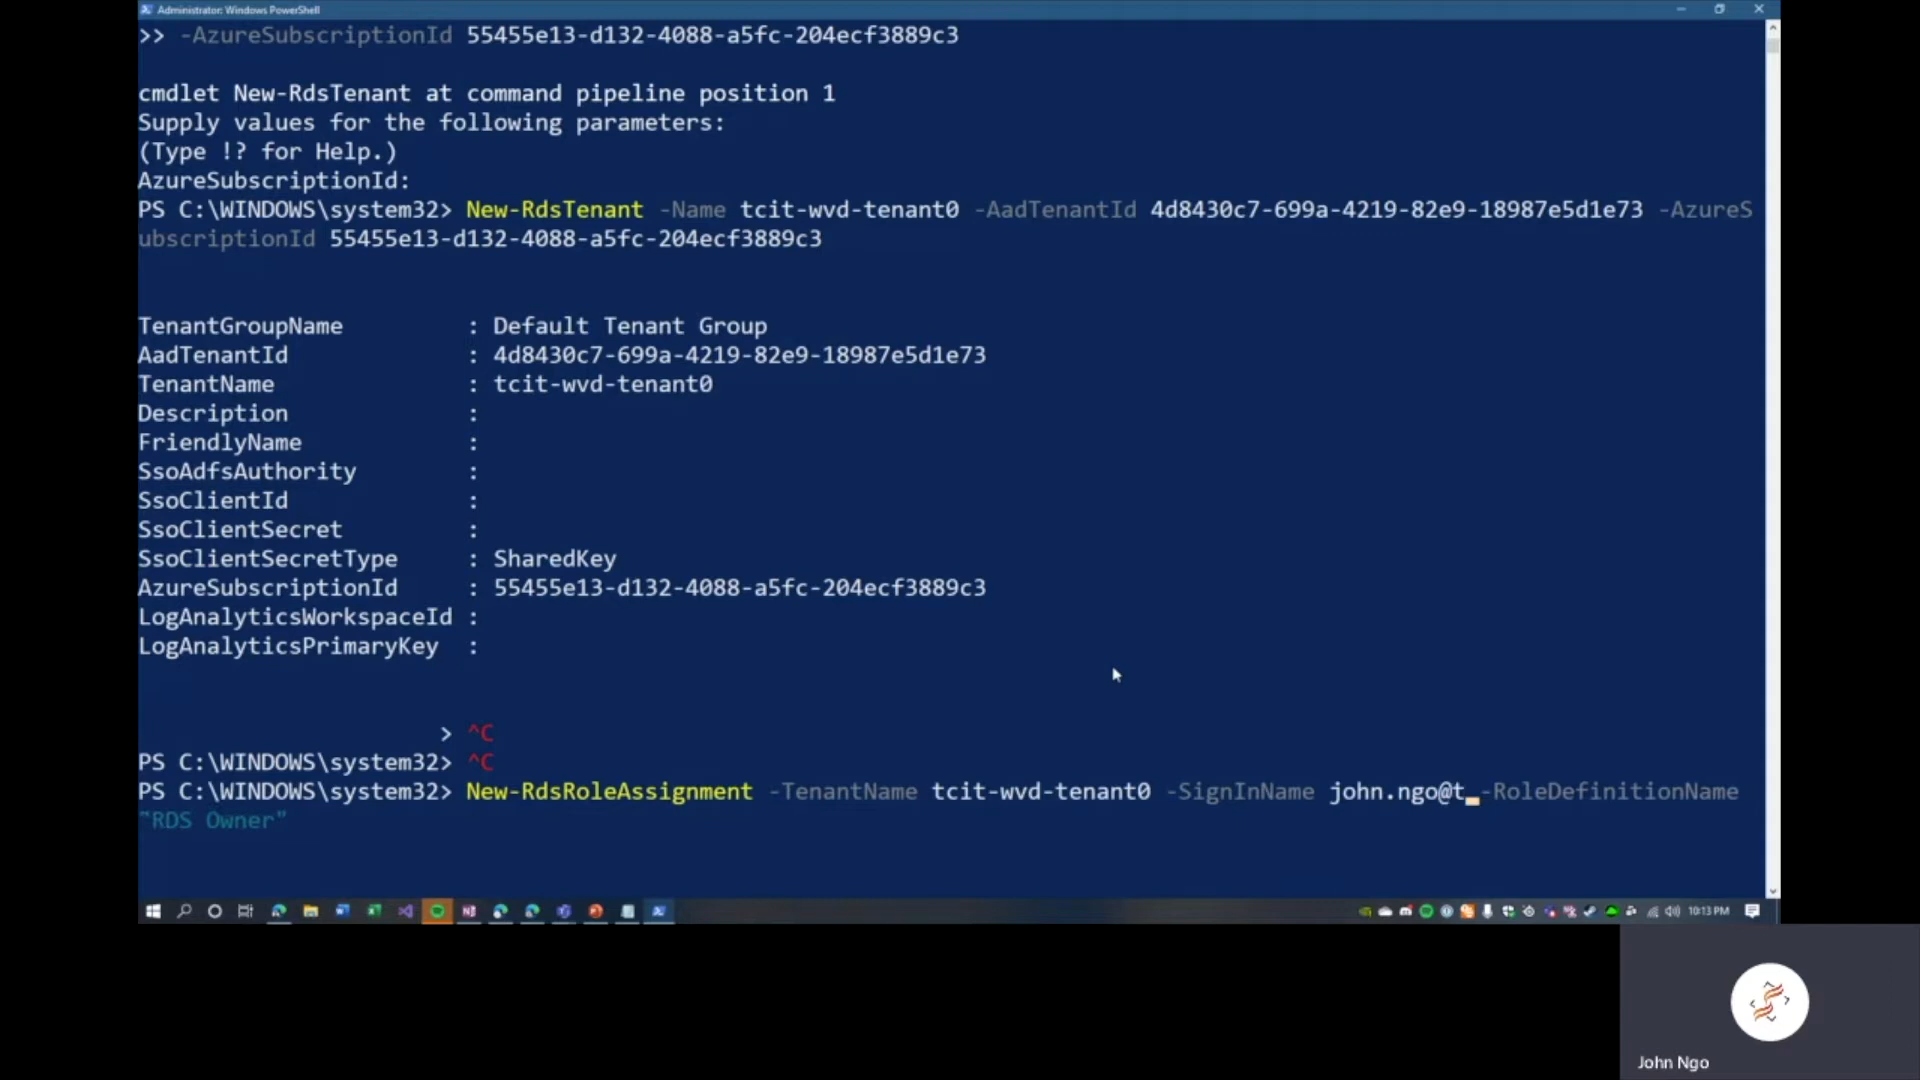 Administrator: Windows PowerShell
>> -AzureSubscriptionId 55455e13-d132-4088-a5fc-204ecf3889c3
cmdlet New-RdsTenant at command pipeline position 1
Supply values for the following parameters:
(Type !? for Help.)
AzureSubscriptionId:
PS C:\WINDOWS\system32> New-RdsTenant -Name tcit-wvd-tenant0 -AadTenantId 4d8430c7-699a-4219-82e9-18987e5d1e73 -AzureS
ubscriptionId 55455e13-d132-4088-a5fc-204ecf3889c3
TenantGroupName : Default Tenant Group
AadTenantId : 4d8430c7-699a-4219-82e9-18987e5d1e73
TenantName : tcit-wvd-tenant0
Description :
FriendlyName :
SsoAdfsAuthority :
SsoClientId :
SsoClientSecret :
SsoClientSecretType : SharedKey
AzureSubscriptionId : 55455e13-d132-4088-a5fc-204ecf3889c3
LogAnalyticsWorkspaceId :
LogAnalyticsPrimaryKey :
> ^C
PS C:\WINDOWS\system32> ^C
PS C:\WINDOWS\system32> New-RdsRoleAssignment -TenantName tcit-wvd-tenant0 -SignInName john.ngo@t -RoleDefinitionName
"RDS Owner"
10:13 PM
John Ngo